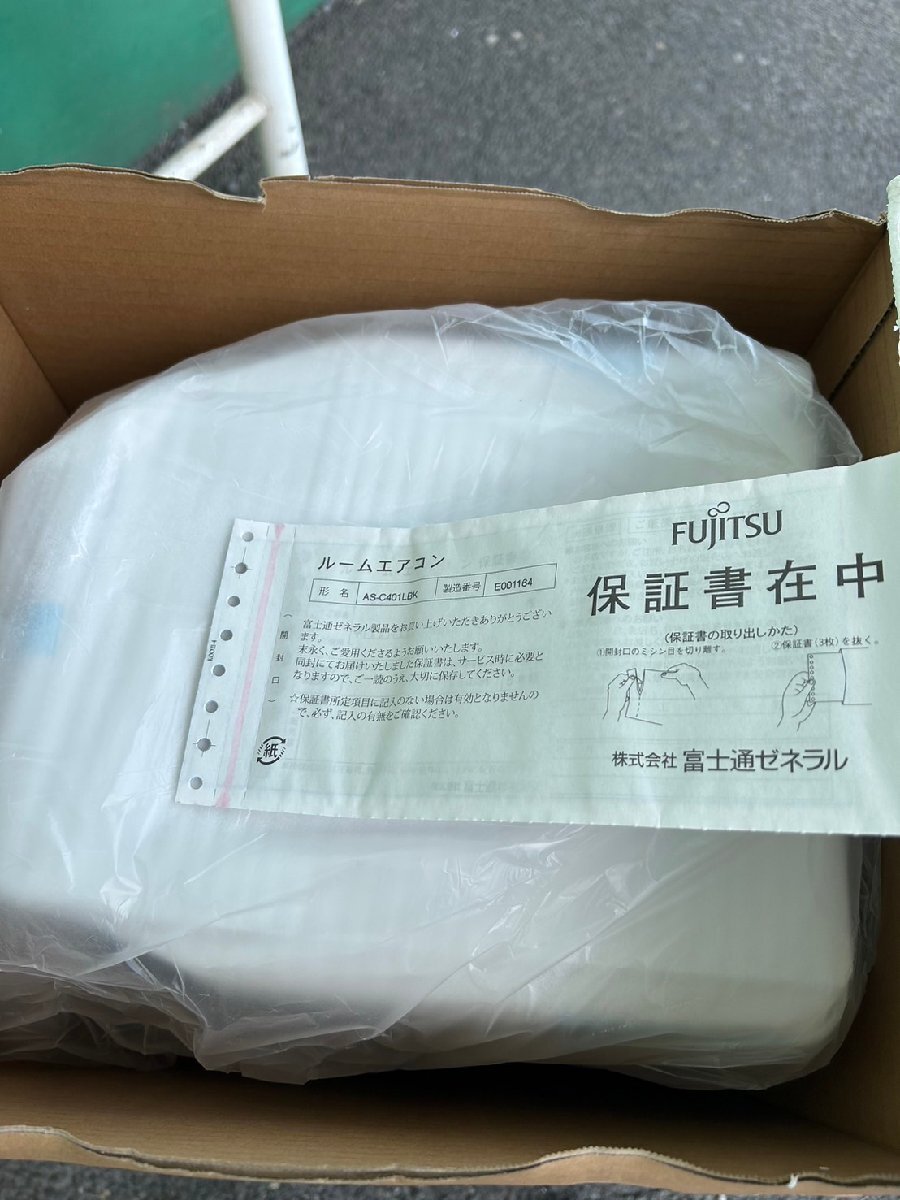 FUJITSU
保証書在中
(保証書の取り出しかた)
①開封口のミシン目を切り離す。
②保証書(3枚)を抜く。
株式会社 富士通ゼネラル
ルームエアコン
形名 AS-C401LBK 製造番号 E001164
富士通ゼネラル製品をお買い上げいただきありがとうござい
ます。
末永く、ご愛用くださるようお願いいたします。
同封にてお届けいたしました保証書は、サービス時に必要と
なりますので、ご一読のうえ、大切に保存してください。
☆保証書所定項目に記入のない場合は有効となりませんの
で、必ず、記入の有無をご確認ください。
(開封口)
紙